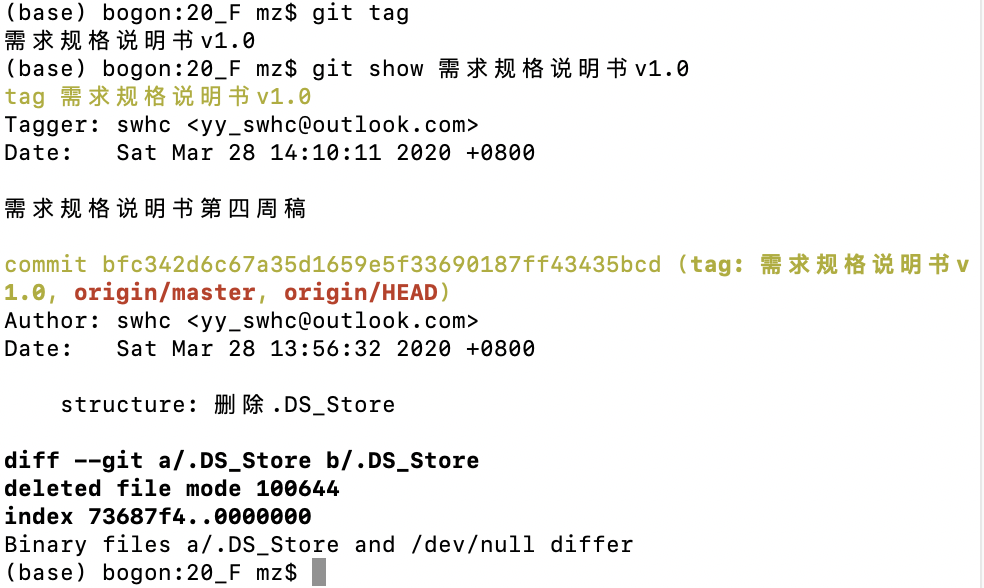 (base) bogon:20_F mz$ git tag
需求规格说明书v1.0
(base) bogon:20_F mz$ git show 需求规格说明书v1.0
tag 需求规格说明书v1.0
Tagger: swhc <yy_swhc@outlook.com>
Date:   Sat Mar 28 14:10:11 2020 +0800
需求规格说明书第四周稿
commit bfc342d6c67a35d1659e5f33690187ff43435bcd (tag: 需求规格说明书v
1.0, origin/master, origin/HEAD)
Author: swhc <yy_swhc@outlook.com>
Date:   Sat Mar 28 13:56:32 2020 +0800
structure: 删除.DS_Store
diff --git a/.DS_Store b/.DS_Store
deleted file mode 100644
index 73687f4..0000000
Binary files a/.DS_Store and /dev/null differ
(base) bogon:20_F mz$